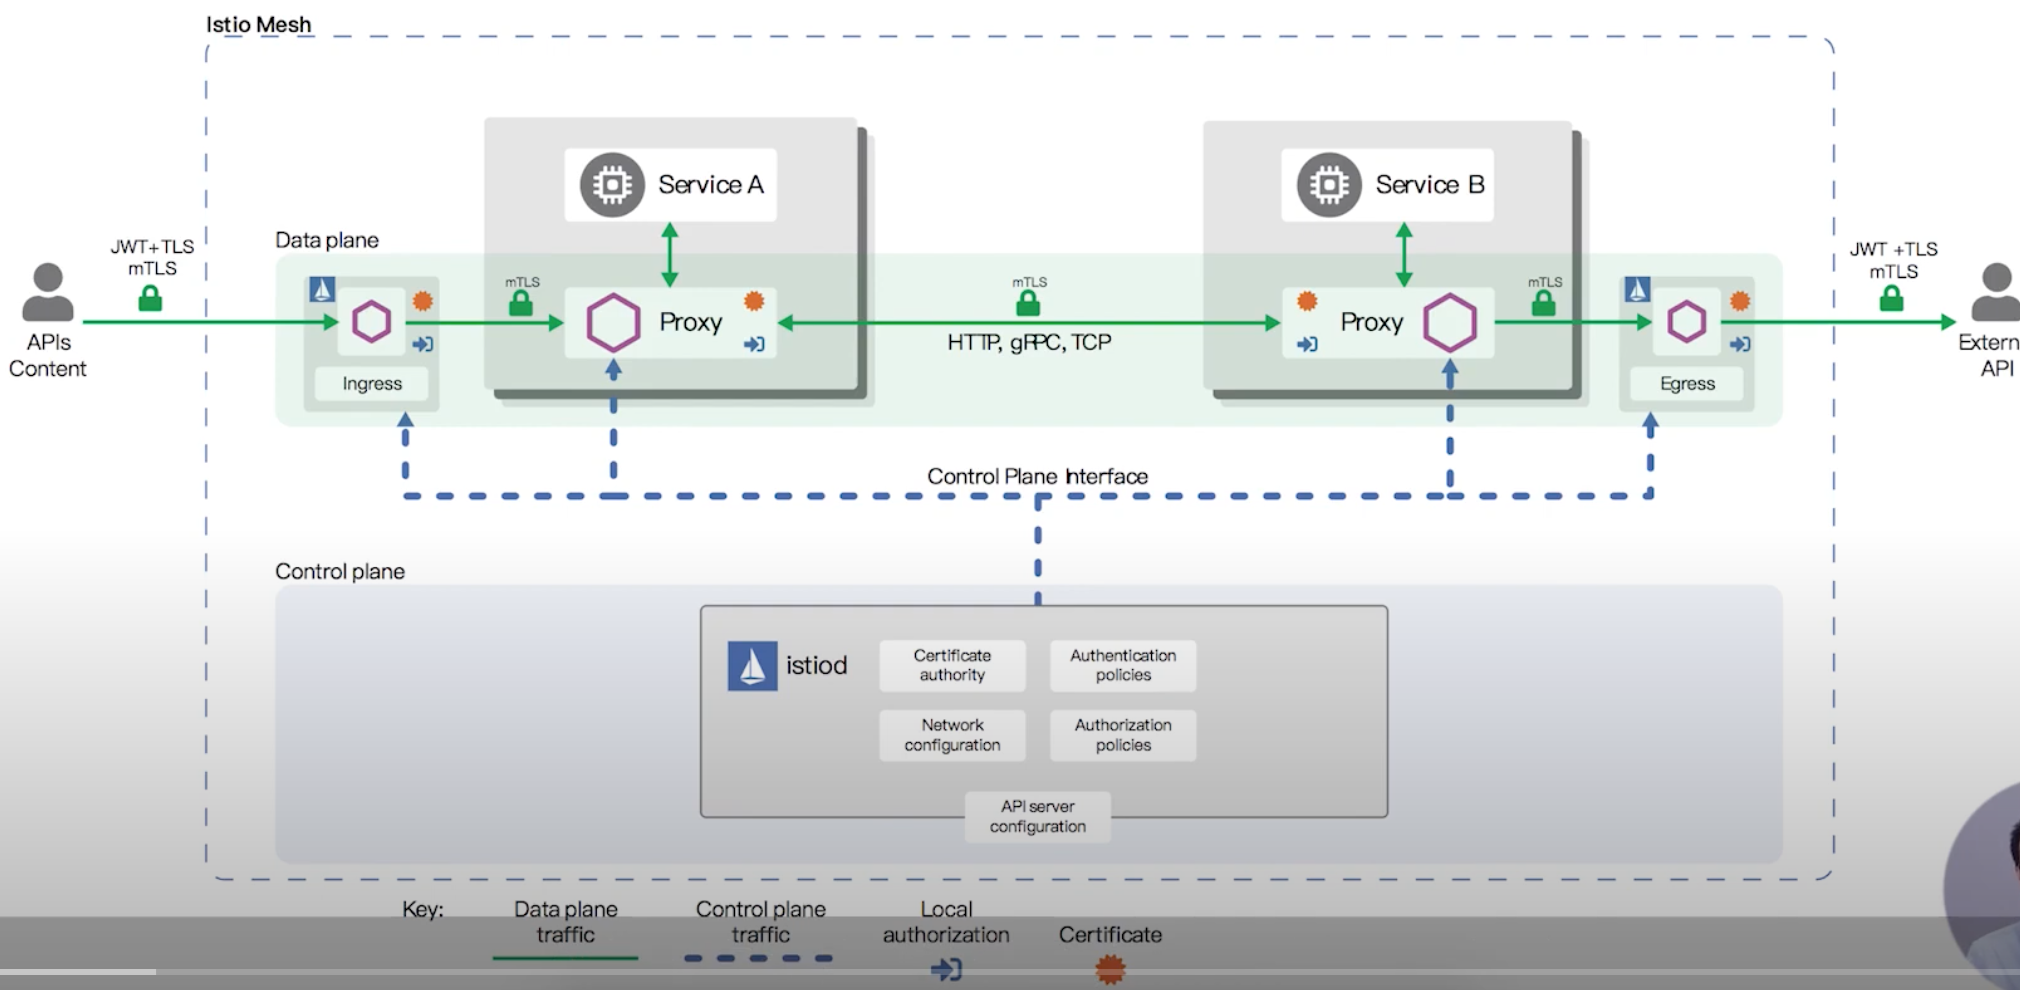 Istio Mesh
Service A
Service B
Data plane
JWT+TLS
mTLS
JWT +TLS
mTLS
mTLS
mTLS
mTLS
Proxy
Proxy
HTTP, gRPC, TCP
APIs
Content
Extern
API
Ingress
Egress
Control Plane Interface
Control plane
istiod
Certificate
authority
Authentication
policies
Network
configuration
Authorization
policies
API server
configuration
Key:
Data plane
traffic
Control plane
traffic
Local
authorization
Certificate